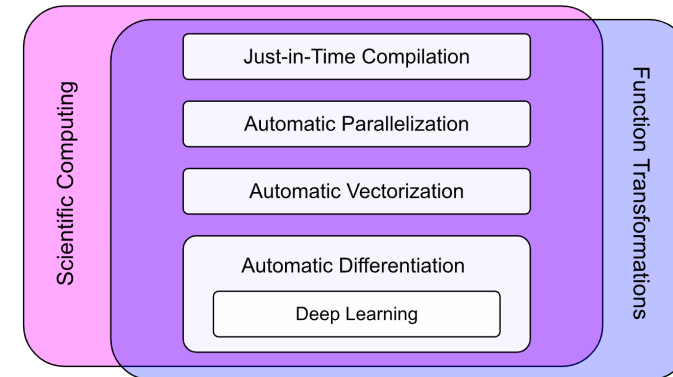 Scientific Computing
Just-in-Time Compilation
Automatic Parallelization
Automatic Vectorization
Automatic Differentiation
Deep Learning
Function Transformations